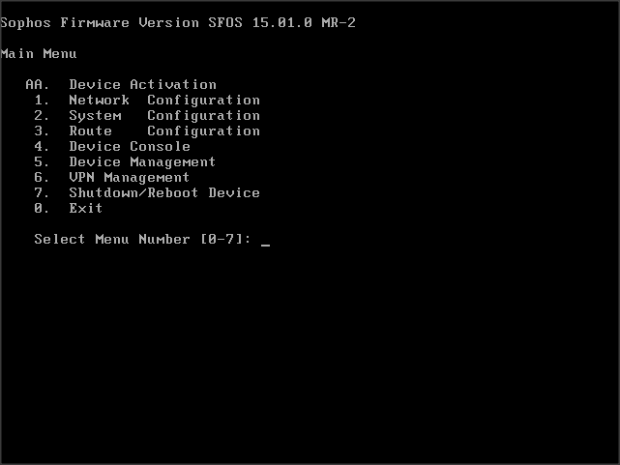 Sophos Firmware Version SFOS 15.01.0 MR-2
Main Menu
AA. Device Activation
1. Network Configuration
2. System Configuration
3. Route Configuration
4. Device Console
5. Device Management
6. VPN Management
7. Shutdown/Reboot Device
0. Exit
Select Menu Number [0-7]: _